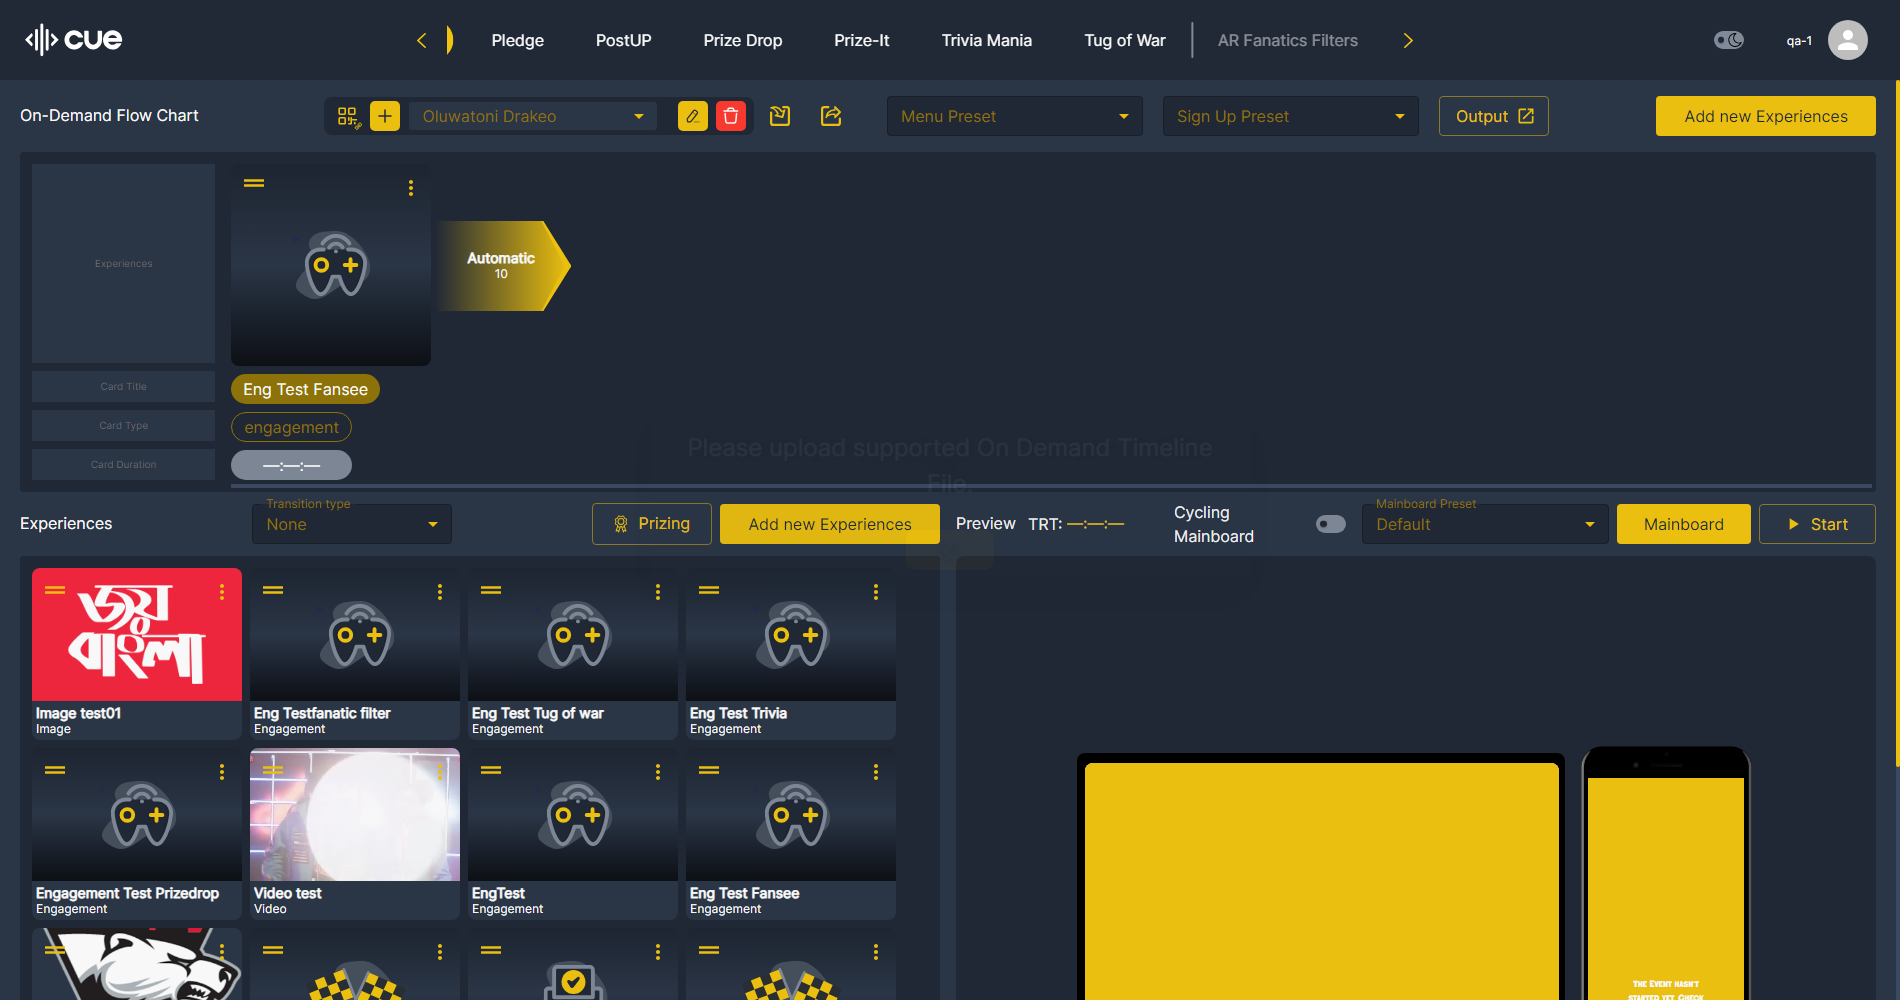 cue
Pledge
PostUP
Prize Drop
Prize-It
Trivia Mania
Tug of War
AR Fanatics Filters
qa-1
On-Demand Flow Chart
Oluwatoni Drakeo
Menu Preset
Sign Up Preset
Output
Add new Experiences
Experiences
Automatic
10
Card Title
Eng Test Fansee
Card Type
engagement
Card Duration
—:—:—
Please upload supported On Demand Timeline
File.
Experiences
Transition type
None
Prizing
Add new Experiences
Preview
TRT: —:—:—
Cycling
Mainboard
Mainboard Preset
Default
Mainboard
Start
জয়
বাংলা
Image test01
Image
Eng Testfanatic filter
Engagement
Eng Test Tug of war
Engagement
Eng Test Trivia
Engagement
Engagement Test Prizedrop
Engagement
Video test
Video
EngTest
Engagement
Eng Test Fansee
Engagement
The Event hasn't
started yet. Check